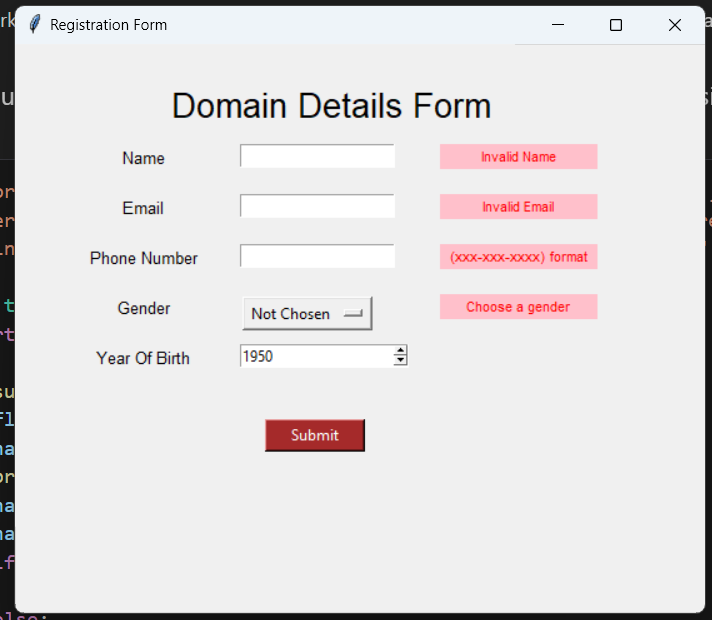 Registration Form
Domain Details Form
Name Invalid Name
Email Invalid Email
Phone Number (xxx-xxx-xxxx) format
Gender Not Chosen Choose a gender
Year Of Birth 1950
Submit